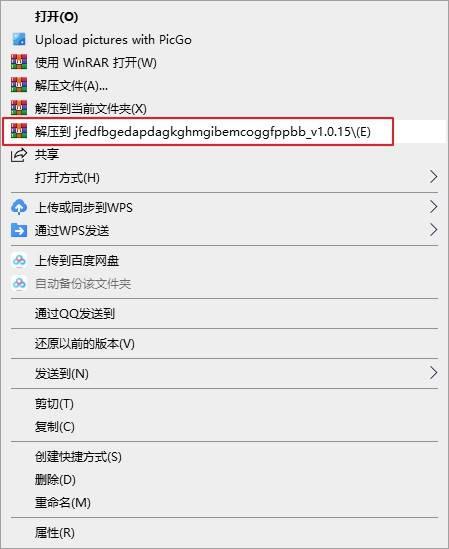 打开(O)
Upload pictures with PicGo
使用 WinRAR 打开(W)
解压文件(A)...
解压到当前文件夹(X)
解压到 jfedfbgedapdagkghmgibemcoggfppbb_v1.0.15\(E)
共享
打开方式(H)
上传或同步到WPS
通过WPS发送
上传到百度网盘
自动备份该文件夹
通过QQ发送到
还原以前的版本(V)
发送到(N)
剪切(T)
复制(C)
创建快捷方式(S)
删除(D)
重命名(M)
属性(R)